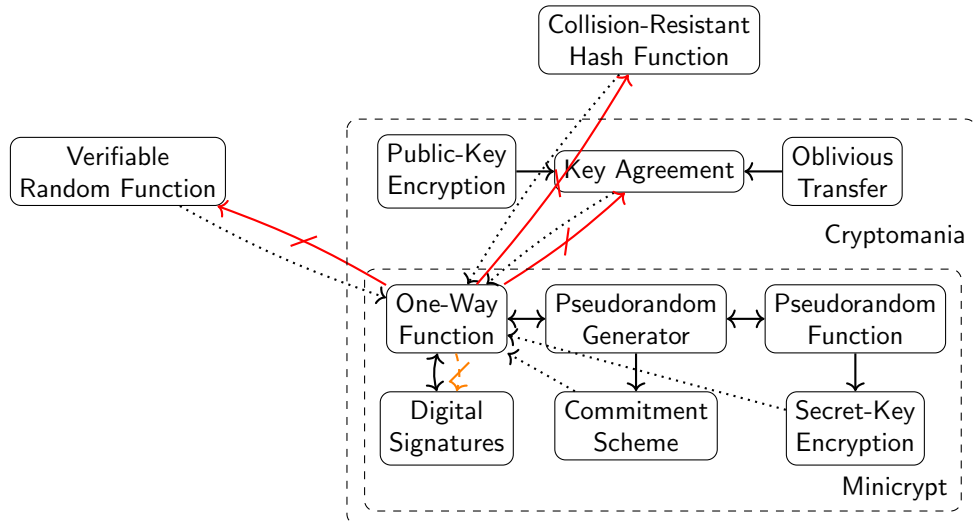 Collision-Resistant
Hash Function
Verifiable
Random Function
Public-Key
Encryption
Key Agreement
Oblivious
Transfer
Cryptomania
One-Way
Function
Pseudorandom
Generator
Pseudorandom
Function
Digital
Signatures
Commitment
Scheme
Secret-Key
Encryption
Minicrypt